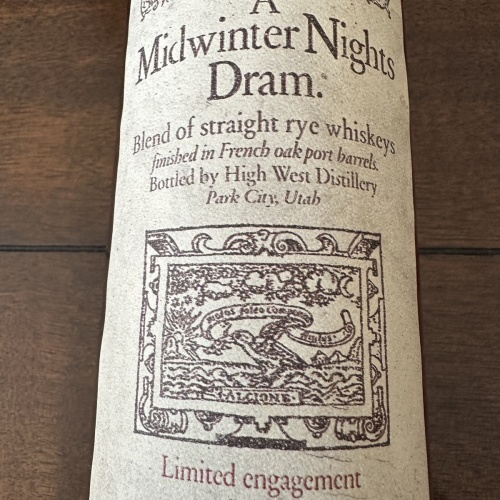 A
Midwinter Nights
Dram.
Blend of straight rye whiskeys
finished in French oak port barrels.
Bottled by High West Distillery
Park City, Utah
Limited engagement